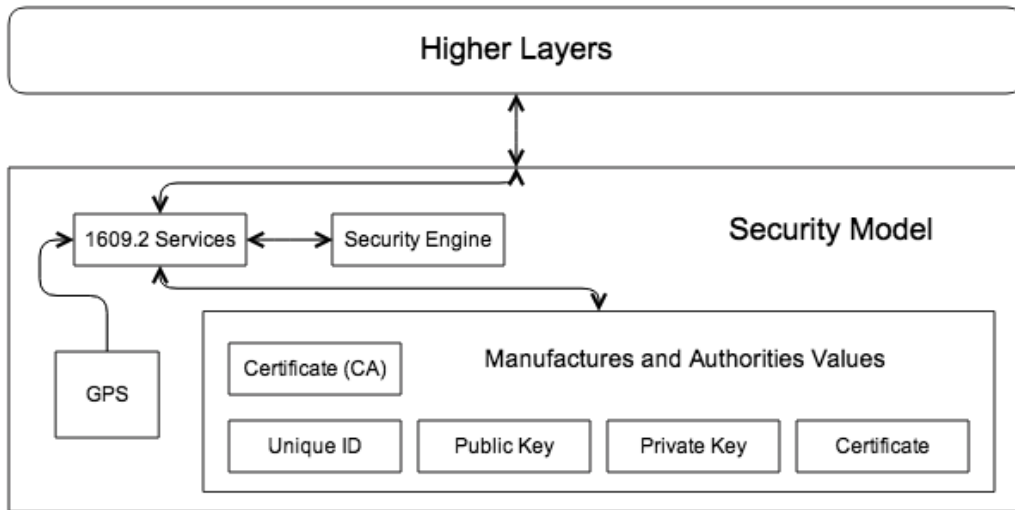 Higher Layers
Security Model
1609.2 Services
Security Engine
GPS
Manufactures and Authorities Values
Certificate (CA)
Unique ID
Public Key
Private Key
Certificate